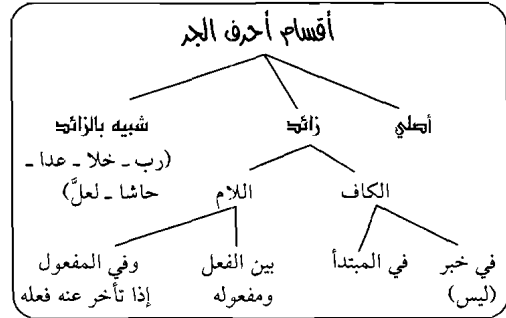 أقسام أحرف الجر
أصلي
زائد
شبيه بالزائد
(رب ـ خلا ـ عدا ـ
حاشا ـ لعلَّ)
الكاف
اللام
في خبر
(ليس)
في المبتدأ
بين الفعل
ومفعوله
وفي المفعول
إذا تأخر عنه فعله